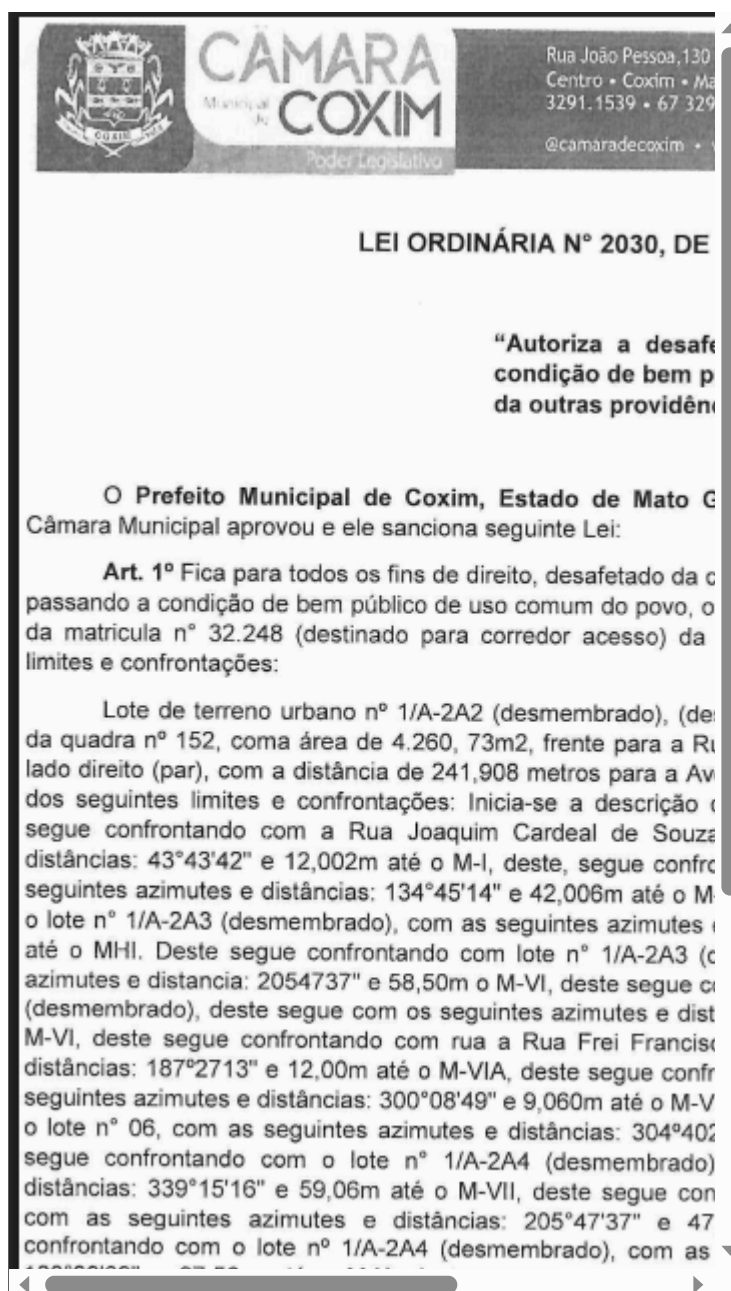 CÂMARA
Municipal de COXIM
Poder Legislativo
COXIM
Rua João Pessoa,130
Centro • Coxim •
3291.1539 • 67
@camaradecoxim •
LEI ORDINÁRIA N° 2030, DE
“Autoriza a
condição de bem
da outras
O Prefeito Municipal de Coxim, Estado de Mato
Câmara Municipal aprovou e ele sanciona seguinte Lei:
Art. 1º Fica para todos os fins de direito, desafetado da
passando a condição de bem público de uso comum do povo, o
da matricula n° 32.248 (destinado para corredor acesso) da
limites e confrontações:
Lote de terreno urbano nº 1/A-2A2 (desmembrado),
da quadra nº 152, coma área de 4.260, 73m2, frente para a
lado direito (par), com a distância de 241,908 metros para a
dos seguintes limites e confrontações: Inicia-se a descrição
segue confrontando com a Rua Joaquim Cardeal de
distâncias: 43°43'42" e 12,002m até o M-I, deste, segue
seguintes azimutes e distâncias: 134°45'14" e 42,006m até o
o lote n° 1/A-2A3 (desmembrado), com as seguintes azimutes
até o MHI. Deste segue confrontando com lote n° 1/A-2A3
azimutes e distancia: 2054737" e 58,50m o M-VI, deste segue
(desmembrado), deste segue com os seguintes azimutes e
M-VI, deste segue confrontando com rua a Rua Frei
distâncias: 187º2713" e 12,00m até o M-VIA, deste segue
seguintes azimutes e distâncias: 300°08'49" e 9,060m até o
o lote n° 06, com as seguintes azimutes e distâncias:
segue confrontando com o lote n° 1/A-2A4 (desmembrado)
distâncias: 339°15'16" e 59,06m até o M-VII, deste segue
com as seguintes azimutes e distâncias: 205°47'37" e
confrontando com o lote nº 1/A-2A4 (desmembrado), com as